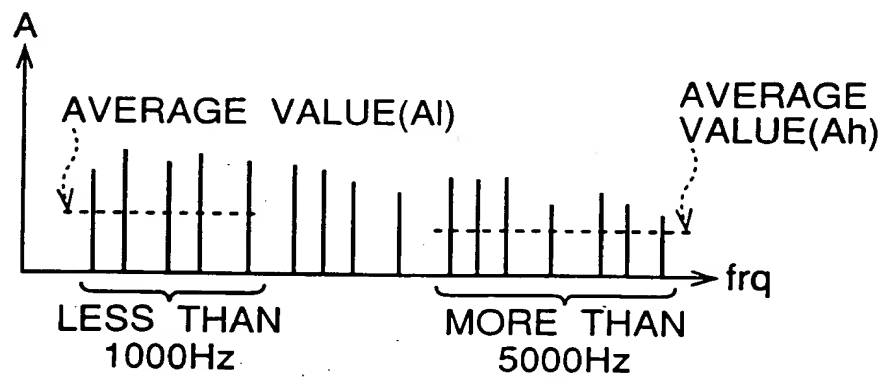 A
AVERAGE VALUE(Al)
AVERAGE
VALUE(Ah)
frq
LESS THAN
1000Hz
MORE THAN
5000Hz